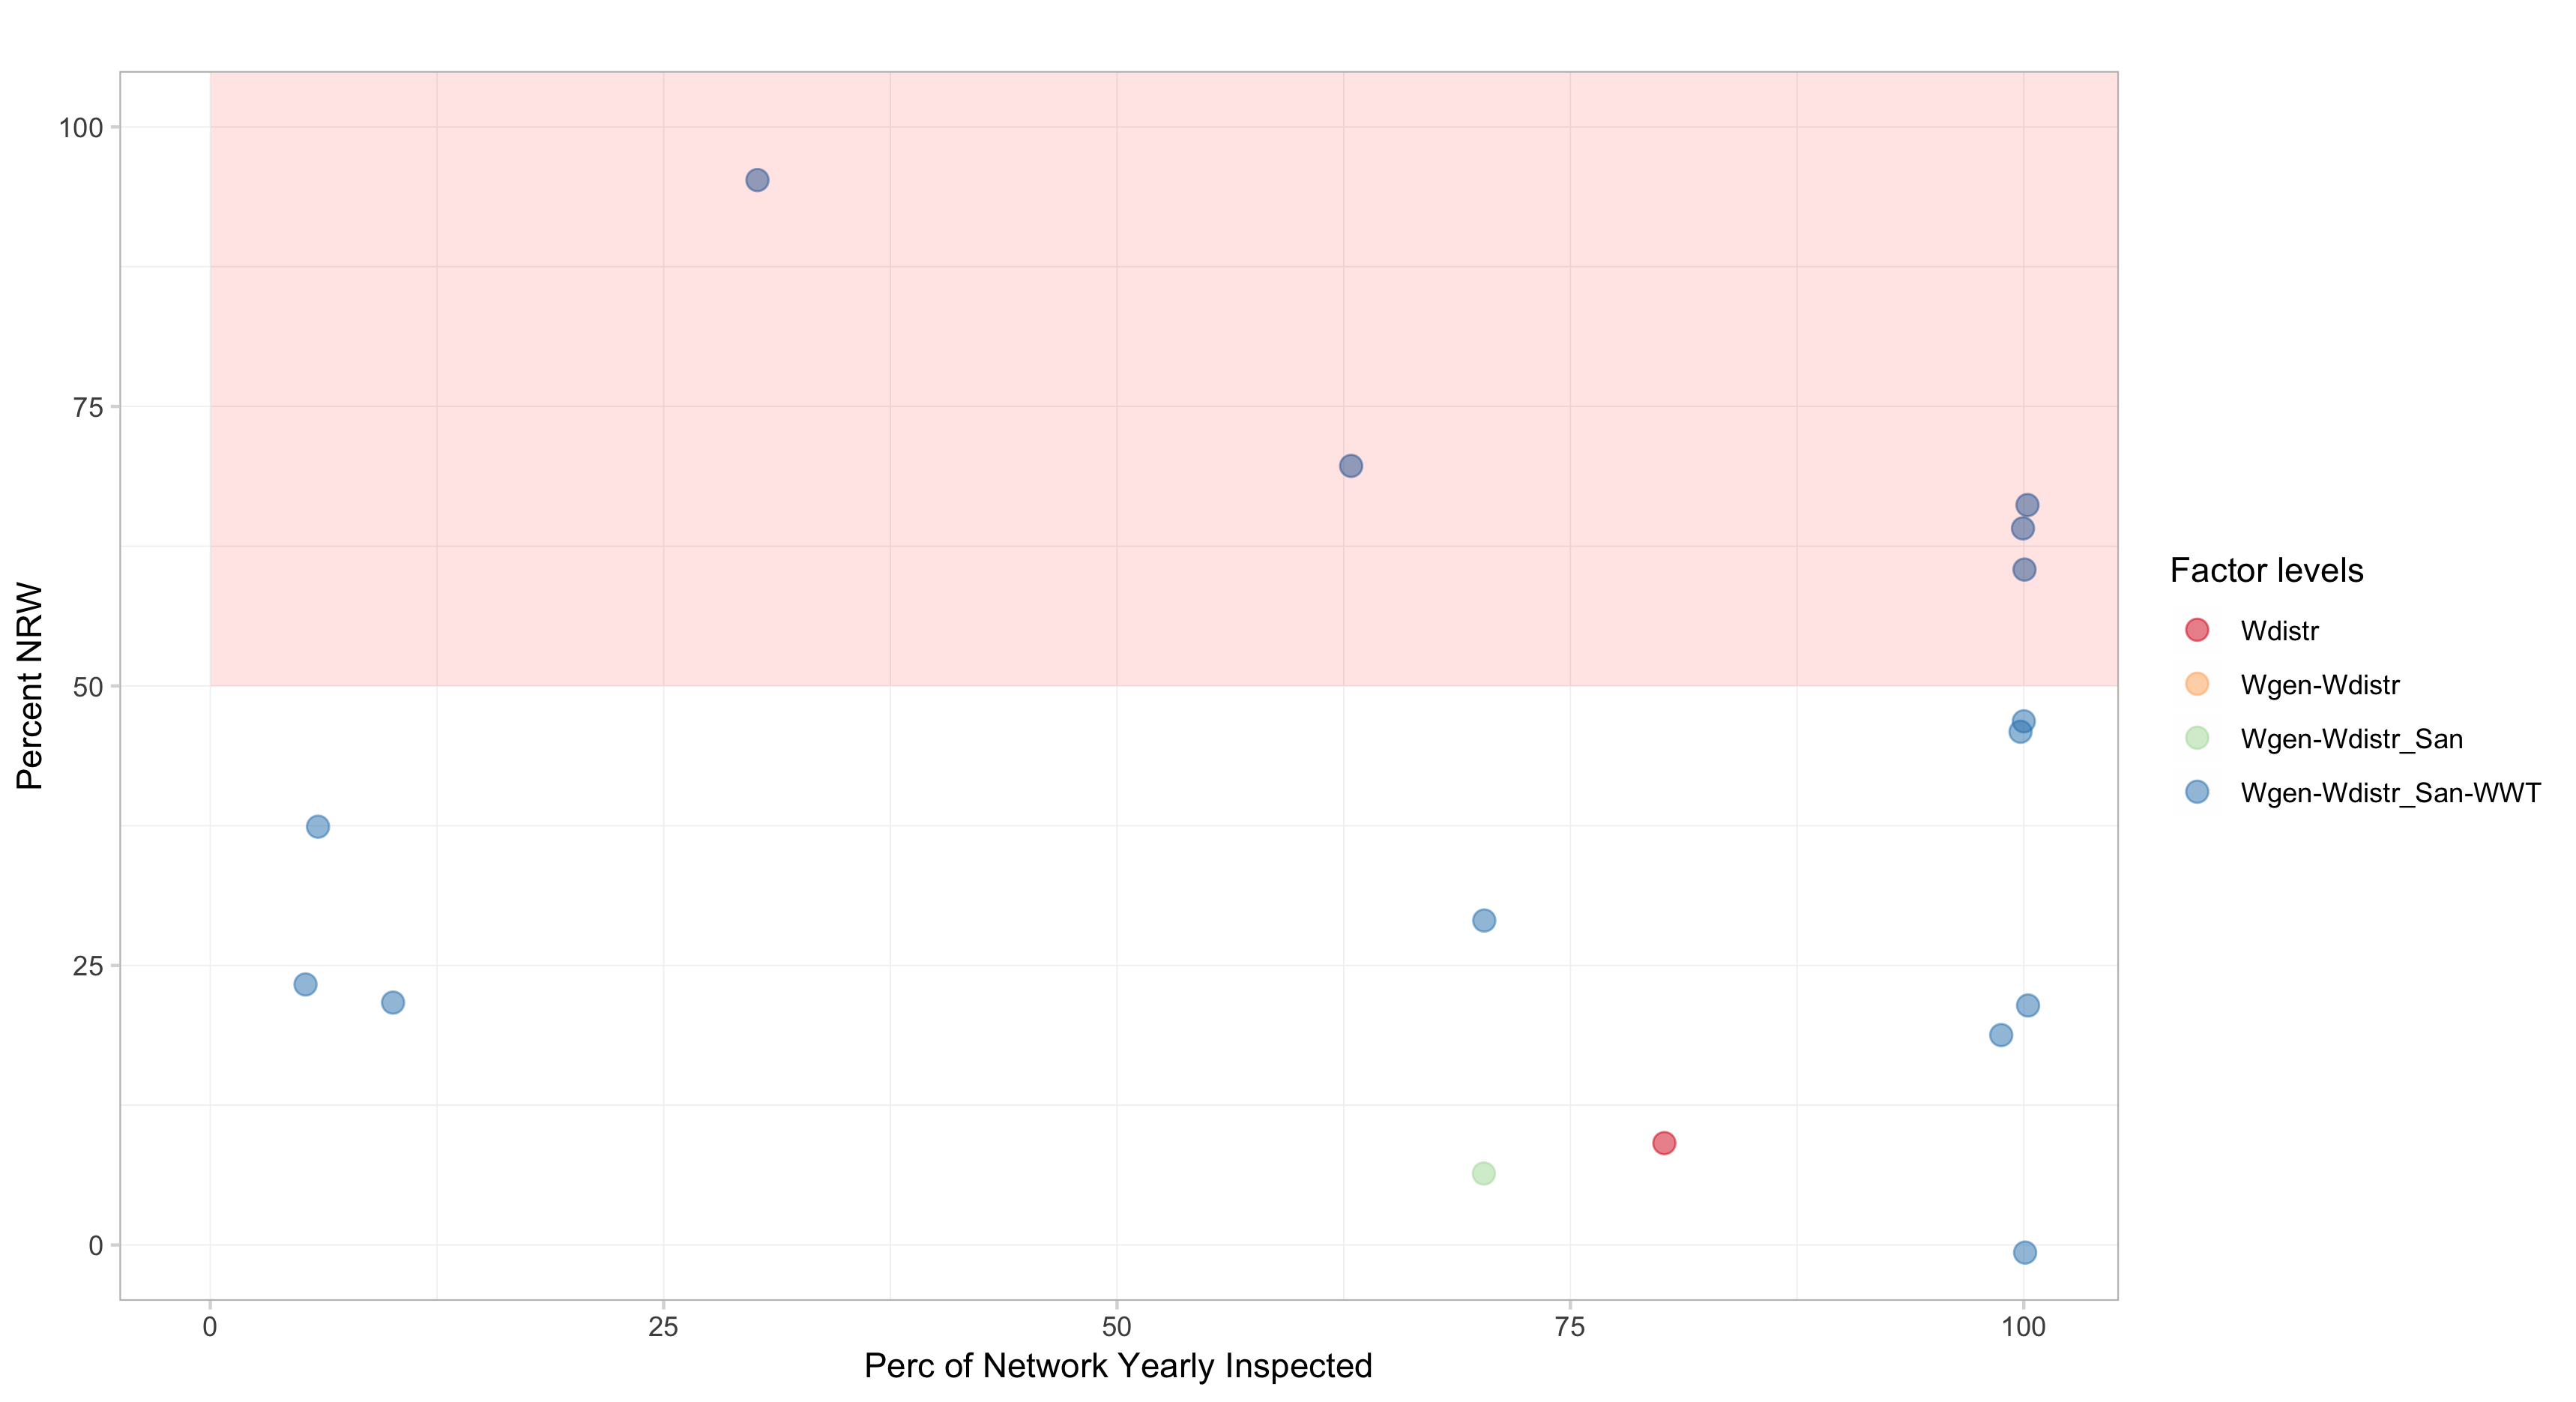 100
75
50
25
0
0
25
50
75
100
Percent NRW
Perc of Network Yearly Inspected
Factor levels
Wdistr
Wgen-Wdistr
Wgen-Wdistr_San
Wgen-Wdistr_San-WWT